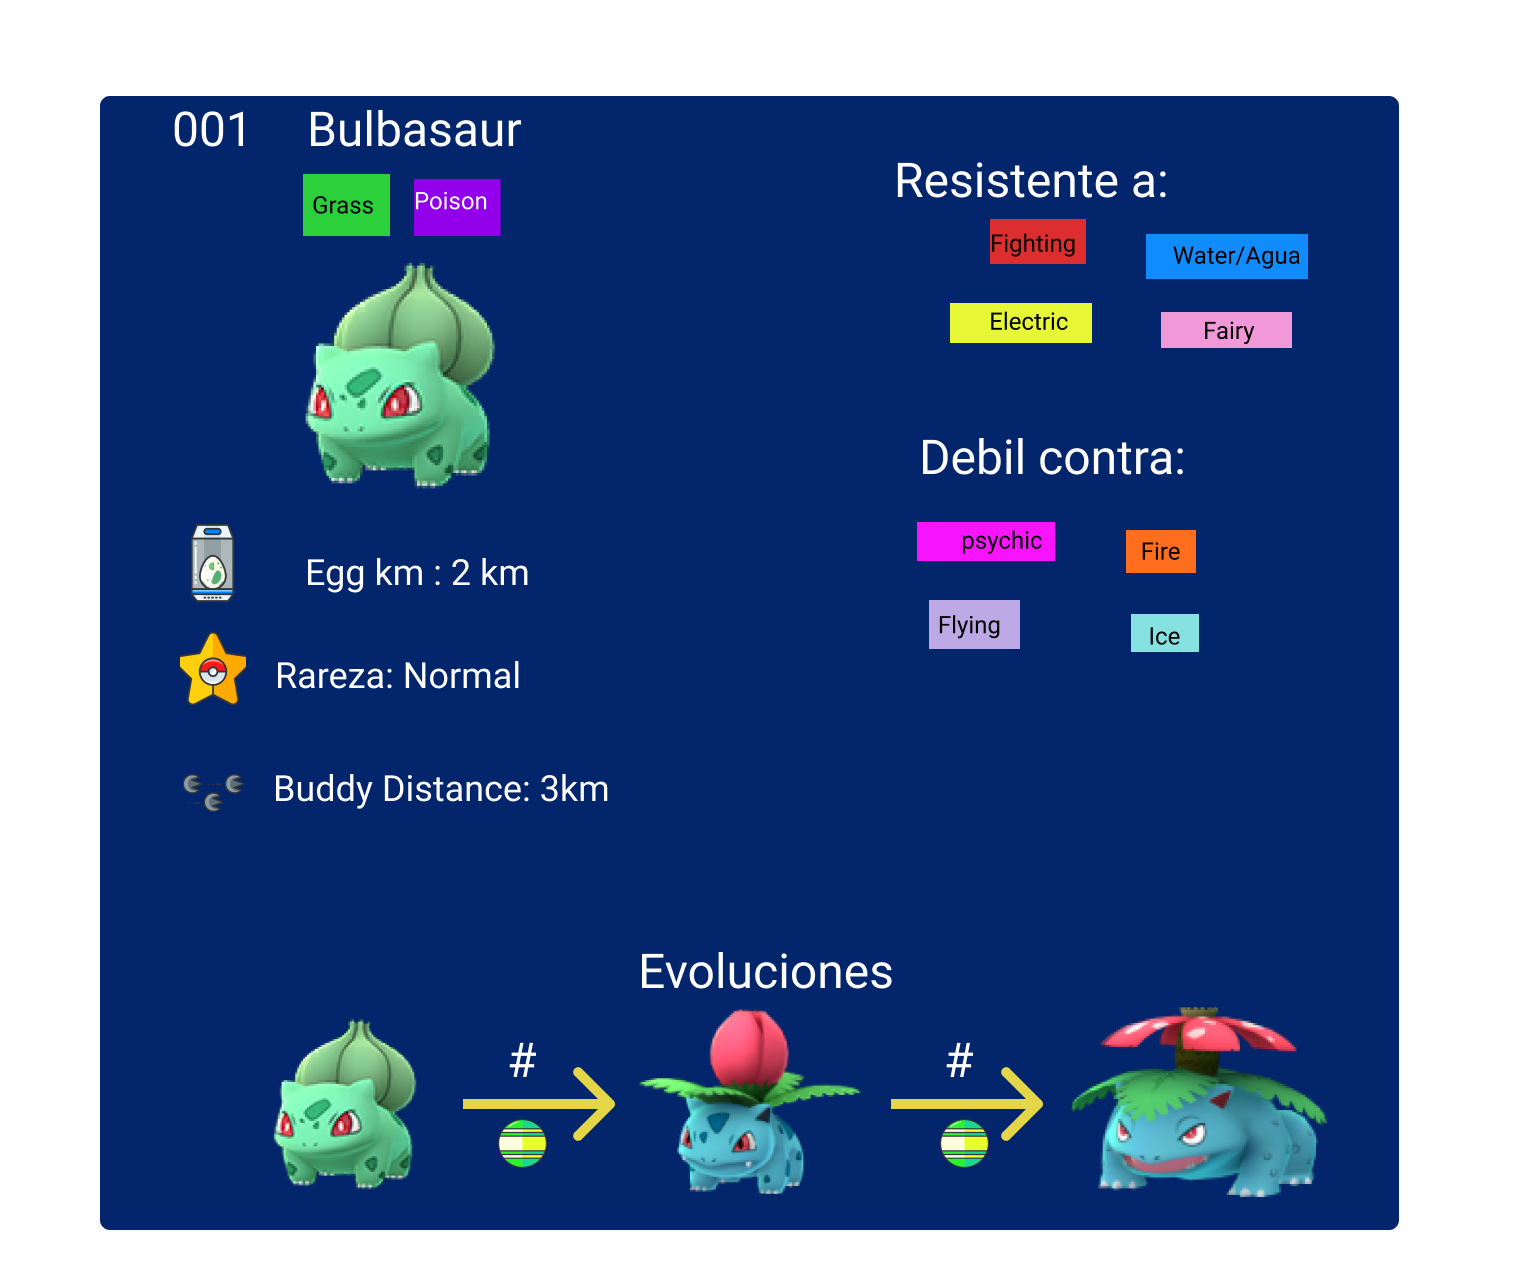 001 Bulbasaur
Grass Poison
Egg km : 2 km
Rareza: Normal
Buddy Distance: 3km
Resistente a:
Fighting Water/Agua
Electric Fairy
Debil contra:
psychic Fire
Flying Ice
Evoluciones
# #